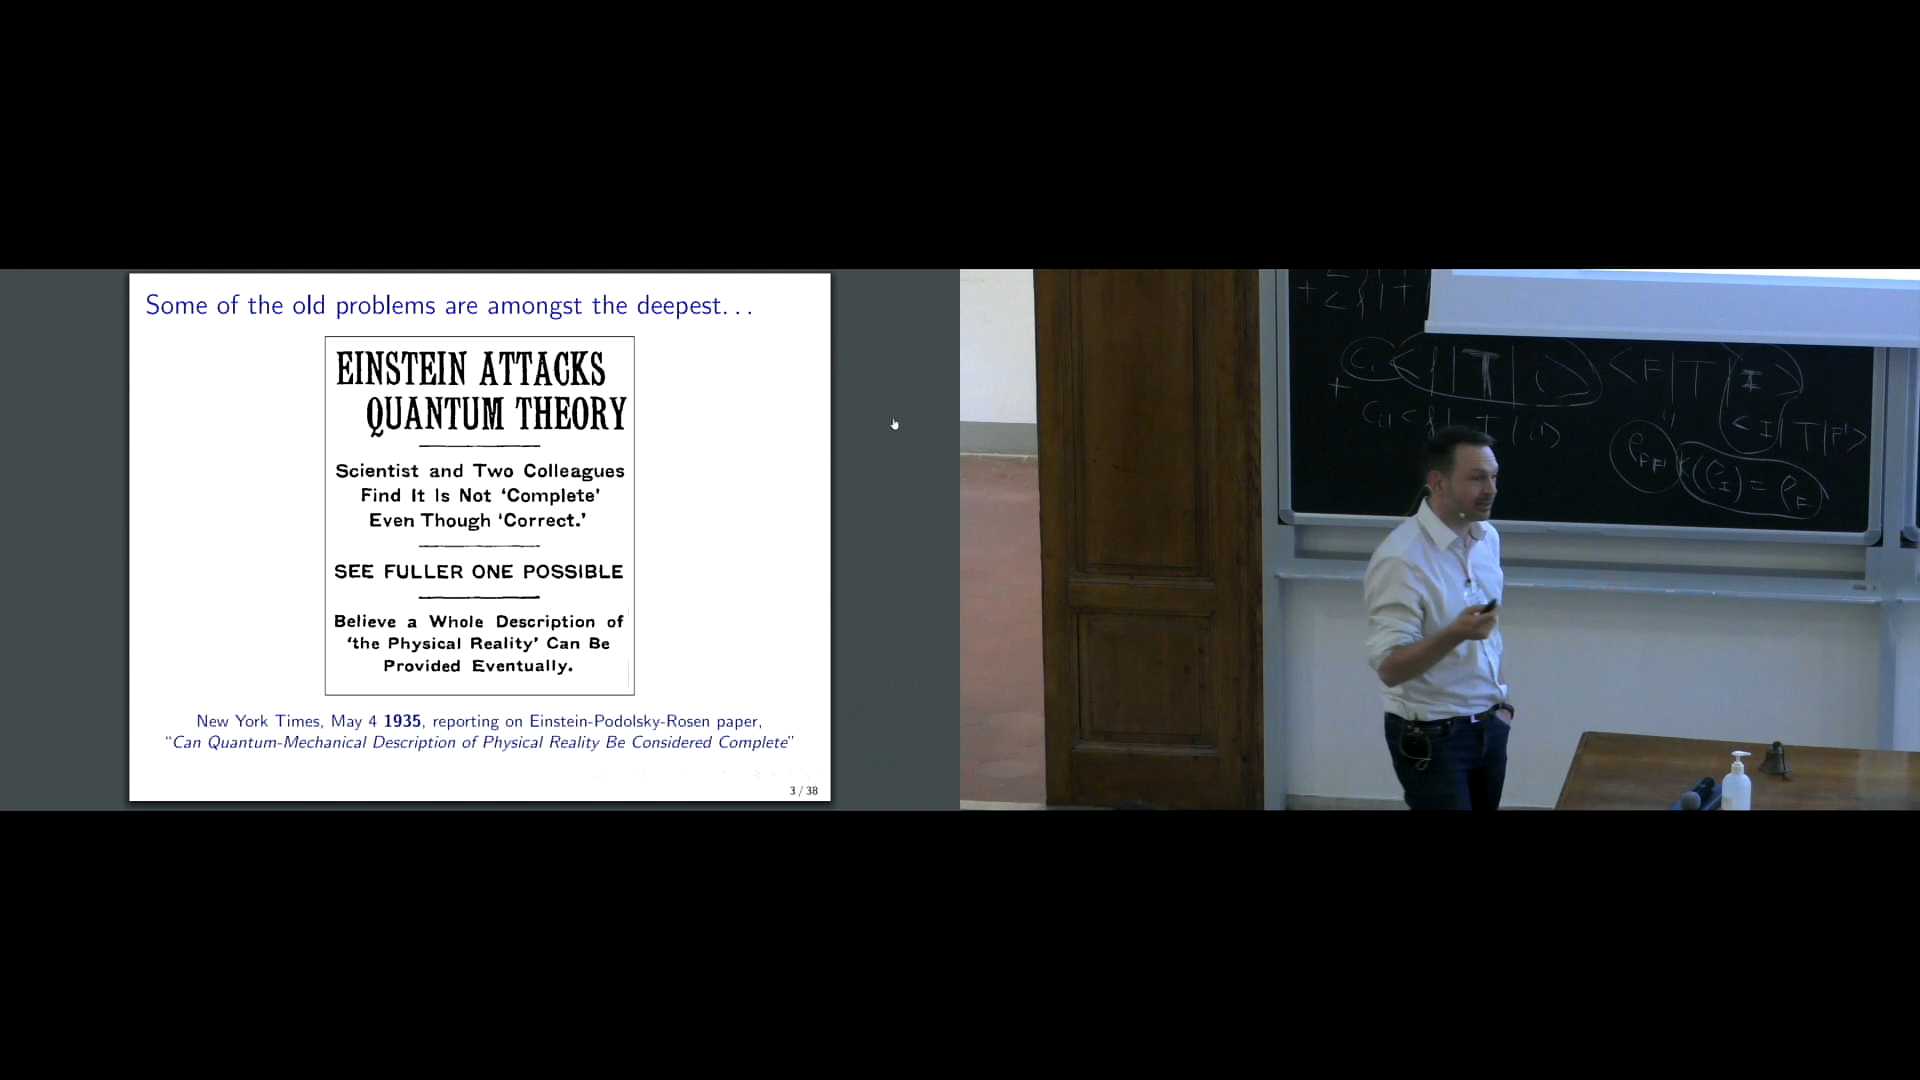 Some of the old problems are amongst the deepest...
EINSTEIN ATTACKS
QUANTUM THEORY
Scientist and Two Colleagues
Find It Is Not ‘Complete’
Even Though ‘Correct.’
SEE FULLER ONE POSSIBLE
Believe a Whole Description of
‘the Physical Reality’ Can Be
Provided Eventually.
New York Times, May 4 1935, reporting on Einstein-Podolsky-Rosen paper,
“Can Quantum-Mechanical Description of Physical Reality Be Considered Complete”
3 / 38
<F|T|I>
<I|T|F'>